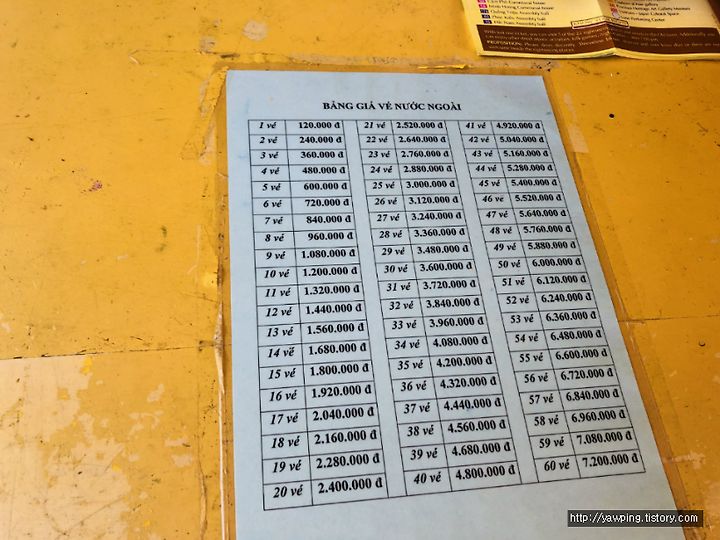 Cẩm Phô Communal House
Quảng Triệu Assembly Hall
BẢNG GIÁ VÉ NƯỚC NGOÀI
1 vé 120.000 đ 21 vé 2.520.000 đ 41 vé 4.920.000 đ
2 vé 240.000 đ 22 vé 2.640.000 đ 42 vé 5.040.000 đ
3 vé 360.000 đ 23 vé 2.760.000 đ 43 vé 5.160.000 đ
4 vé 480.000 đ 24 vé 2.880.000 đ 44 vé 5.280.000 đ
5 vé 600.000 đ 25 vé 3.000.000 đ 45 vé 5.400.000 đ
6 vé 720.000 đ 26 vé 3.120.000 đ 46 vé 5.520.000 đ
7 vé 840.000 đ 27 vé 3.240.000 đ 47 vé 5.640.000 đ
8 vé 960.000 đ 28 vé 3.360.000 đ 48 vé 5.760.000 đ
9 vé 1.080.000 đ 29 vé 3.480.000 đ 49 vé 5.880.000 đ
10 vé 1.200.000 đ 30 vé 3.600.000 đ 50 vé 6.000.000 đ
11 vé 1.320.000 đ 31 vé 3.720.000 đ 51 vé 6.120.000 đ
12 vé 1.440.000 đ 32 vé 3.840.000 đ 52 vé 6.240.000 đ
13 vé 1.560.000 đ 33 vé 3.960.000 đ 53 vé 6.360.000 đ
14 vé 1.680.000 đ 34 vé 4.080.000 đ 54 vé 6.480.000 đ
15 vé 1.800.000 đ 35 vé 4.200.000 đ 55 vé 6.600.000 đ
16 vé 1.920.000 đ 36 vé 4.320.000 đ 56 vé 6.720.000 đ
17 vé 2.040.000 đ 37 vé 4.440.000 đ 57 vé 6.840.000 đ
18 vé 2.160.000 đ 38 vé 4.560.000 đ 58 vé 6.960.000 đ
19 vé 2.280.000 đ 39 vé 4.680.000 đ 59 vé 7.080.000 đ
20 vé 2.400.000 đ 40 vé 4.800.000 đ 60 vé 7.200.000 đ
http://yawping.tistory.com